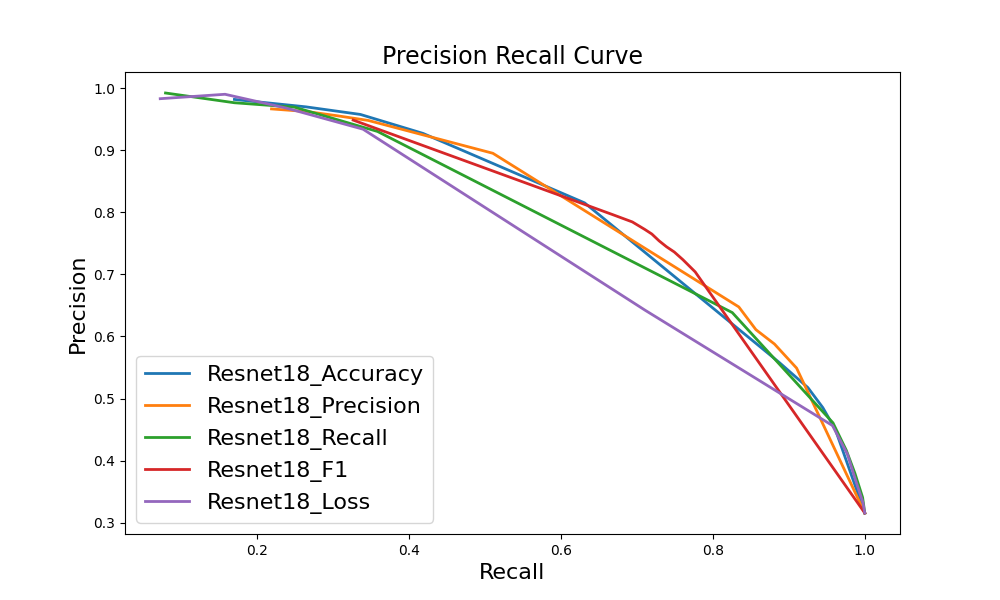 Precision Recall Curve
Precision
1.0
0.9
0.8
0.7
0.6
0.5
0.4
0.3
Resnet18_Accuracy
Resnet18_Precision
Resnet18_Recall
Resnet18_F1
Resnet18_Loss
0.2 0.4 0.6 0.8 1.0
Recall